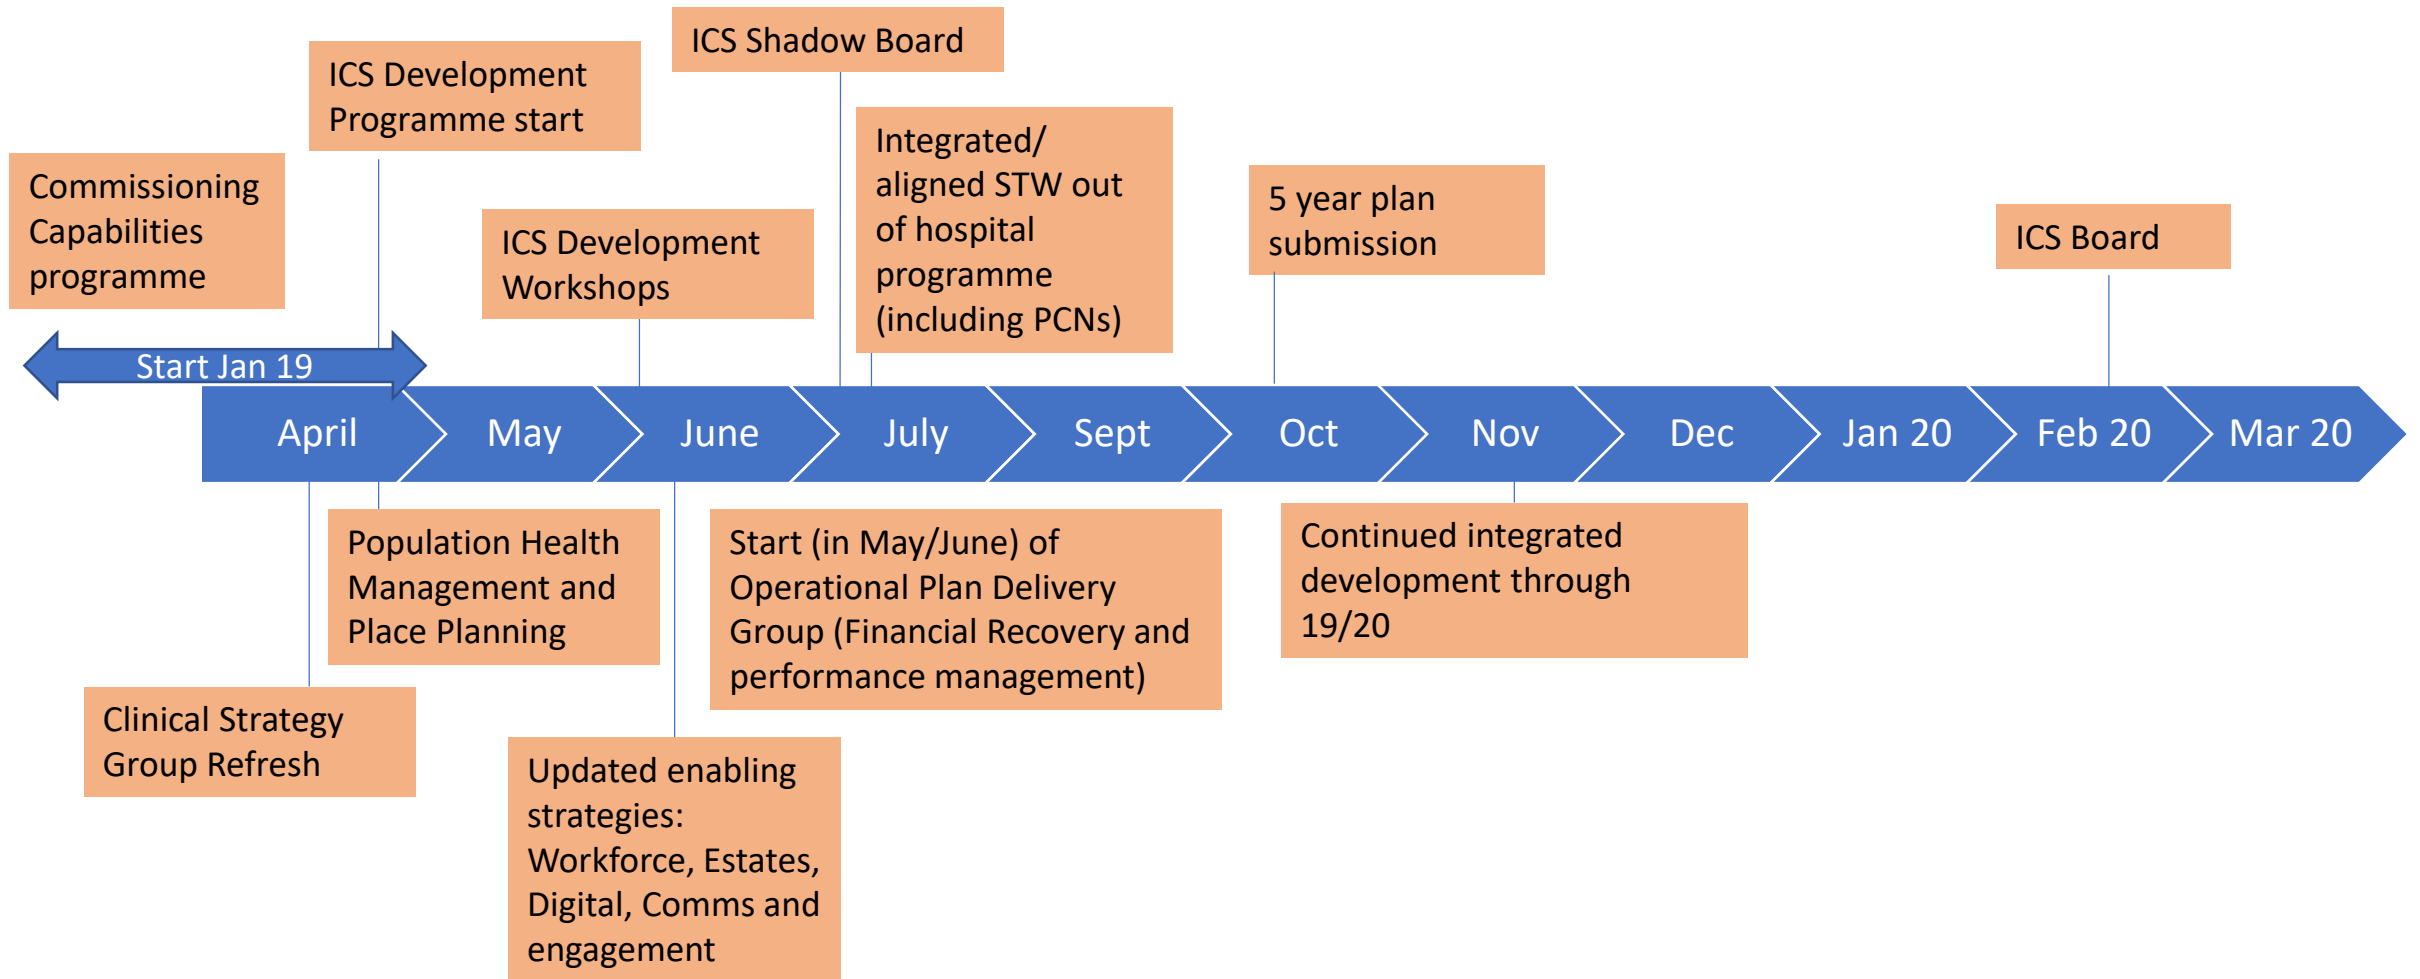 ICS Shadow Board
ICS Development
Programme start
Integrated/
aligned STW out
of hospital
programme
(including PCNs)
Commissioning
Capabilities
programme
5 year plan
submission
ICS Board
ICS Development
Workshops
Start Jan 19
April
May
June
July
Sept
Oct
Nov
Dec
Jan 20
Feb 20
Mar 20
Population Health
Management and
Place Planning
Start (in May/June) of
Operational Plan Delivery
Group (Financial Recovery and
performance management)
Continued integrated
development through
19/20
Clinical Strategy
Group Refresh
Updated enabling
strategies:
Workforce, Estates,
Digital, Comms and
engagement